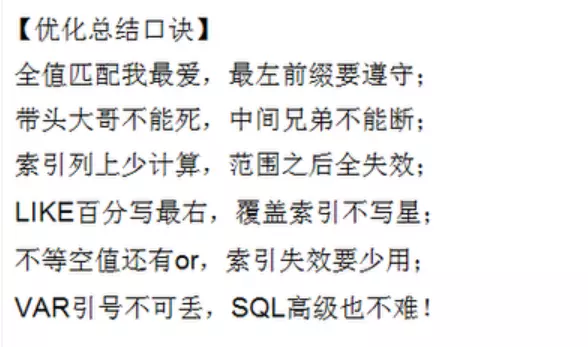 【优化总结口诀】
全值匹配我最爱，最左前缀要遵守；
带头大哥不能死，中间兄弟不能断；
索引列上少计算，范围之后全失效；
LIKE百分写最右，覆盖索引不写星；
不等空值还有or，索引失效要少用；
VAR引号不可丢，SQL高级也不难！